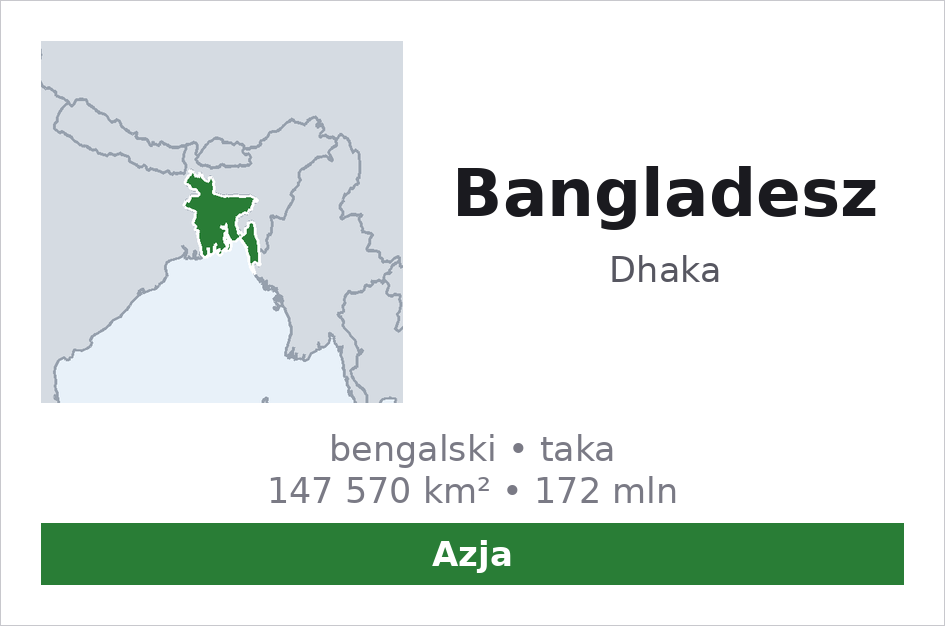 Bangladesz
Dhaka
bengalski • taka
147 570 km² • 172 mln
Azja